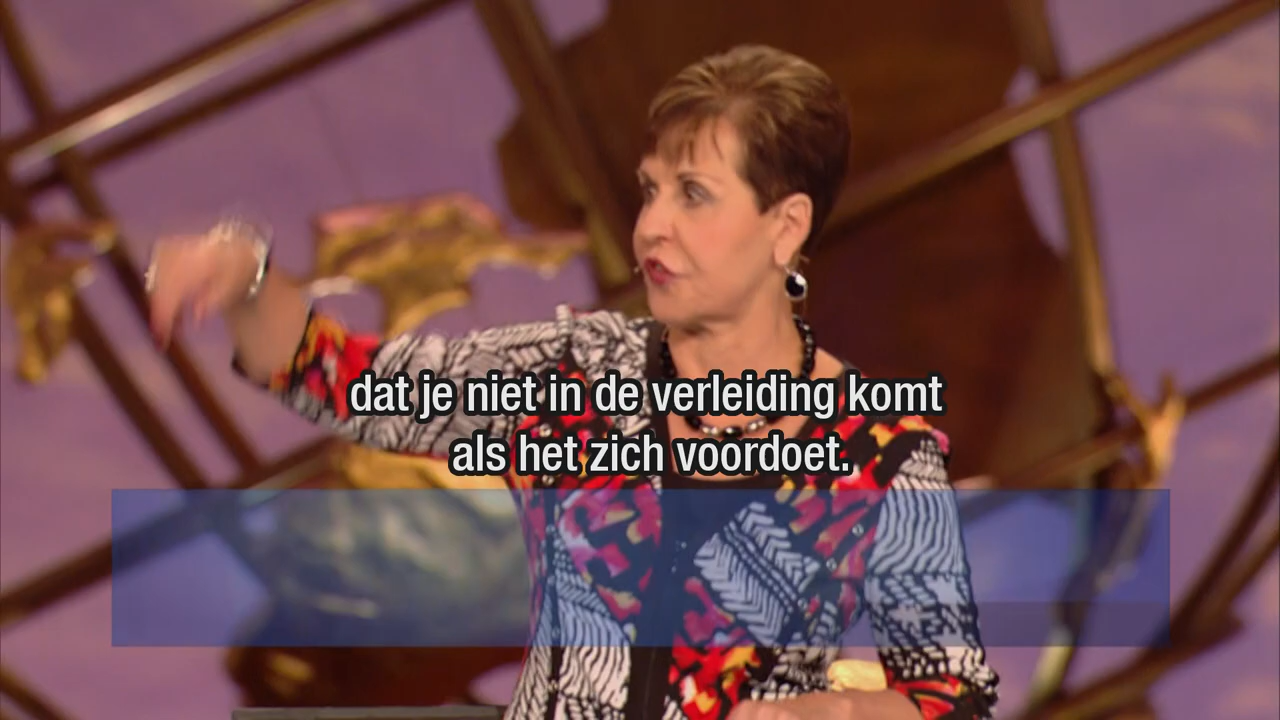 dat je niet in de verleiding komt
als het zich voordoet.